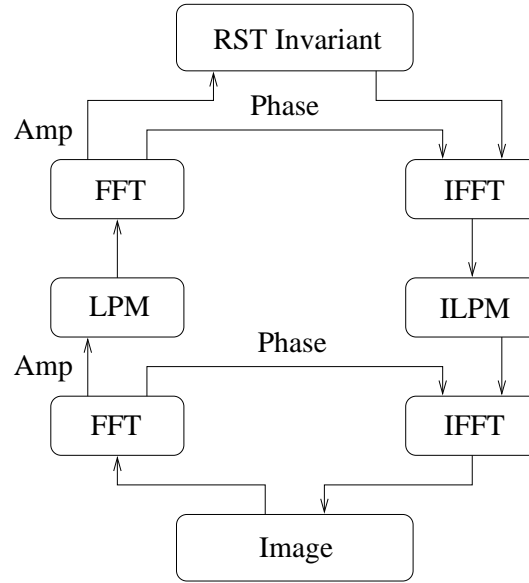 RST Invariant
Amp
Phase
FFT
IFFT
LPM
ILPM
Amp
Phase
FFT
IFFT
Image